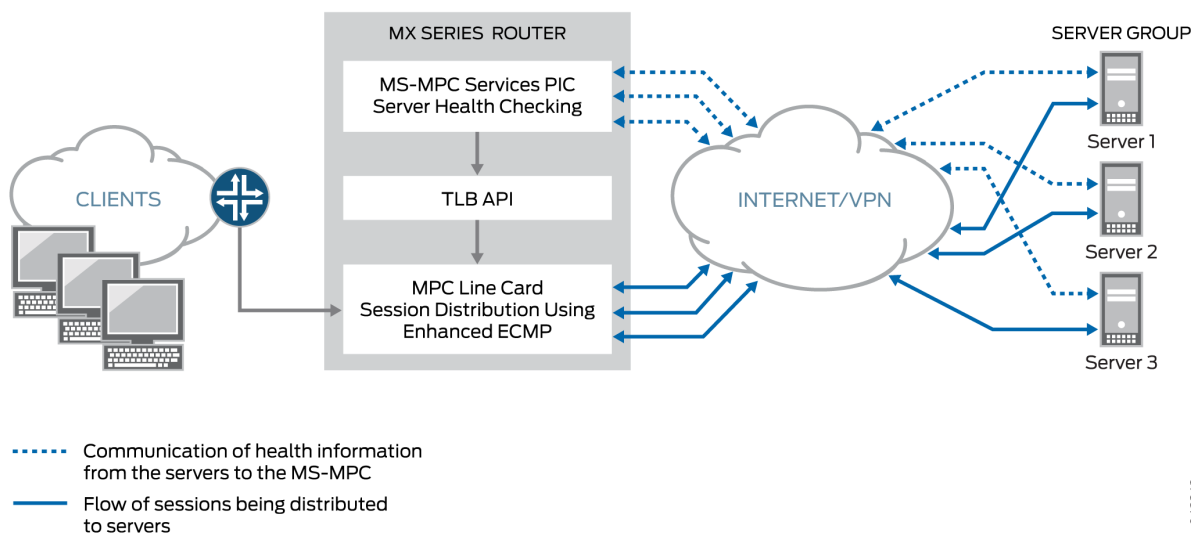 MX SERIES ROUTER
SERVER GROUP
MS-MPC Services PIC
Server Health Checking
Server 1
CLIENTS
TLB API
INTERNET/VPN
Server 2
MPC Line Card
Session Distribution Using
Enhanced ECMP
Server 3
Communication of health information
from the servers to the MS-MPC
Flow of sessions being distributed
to servers